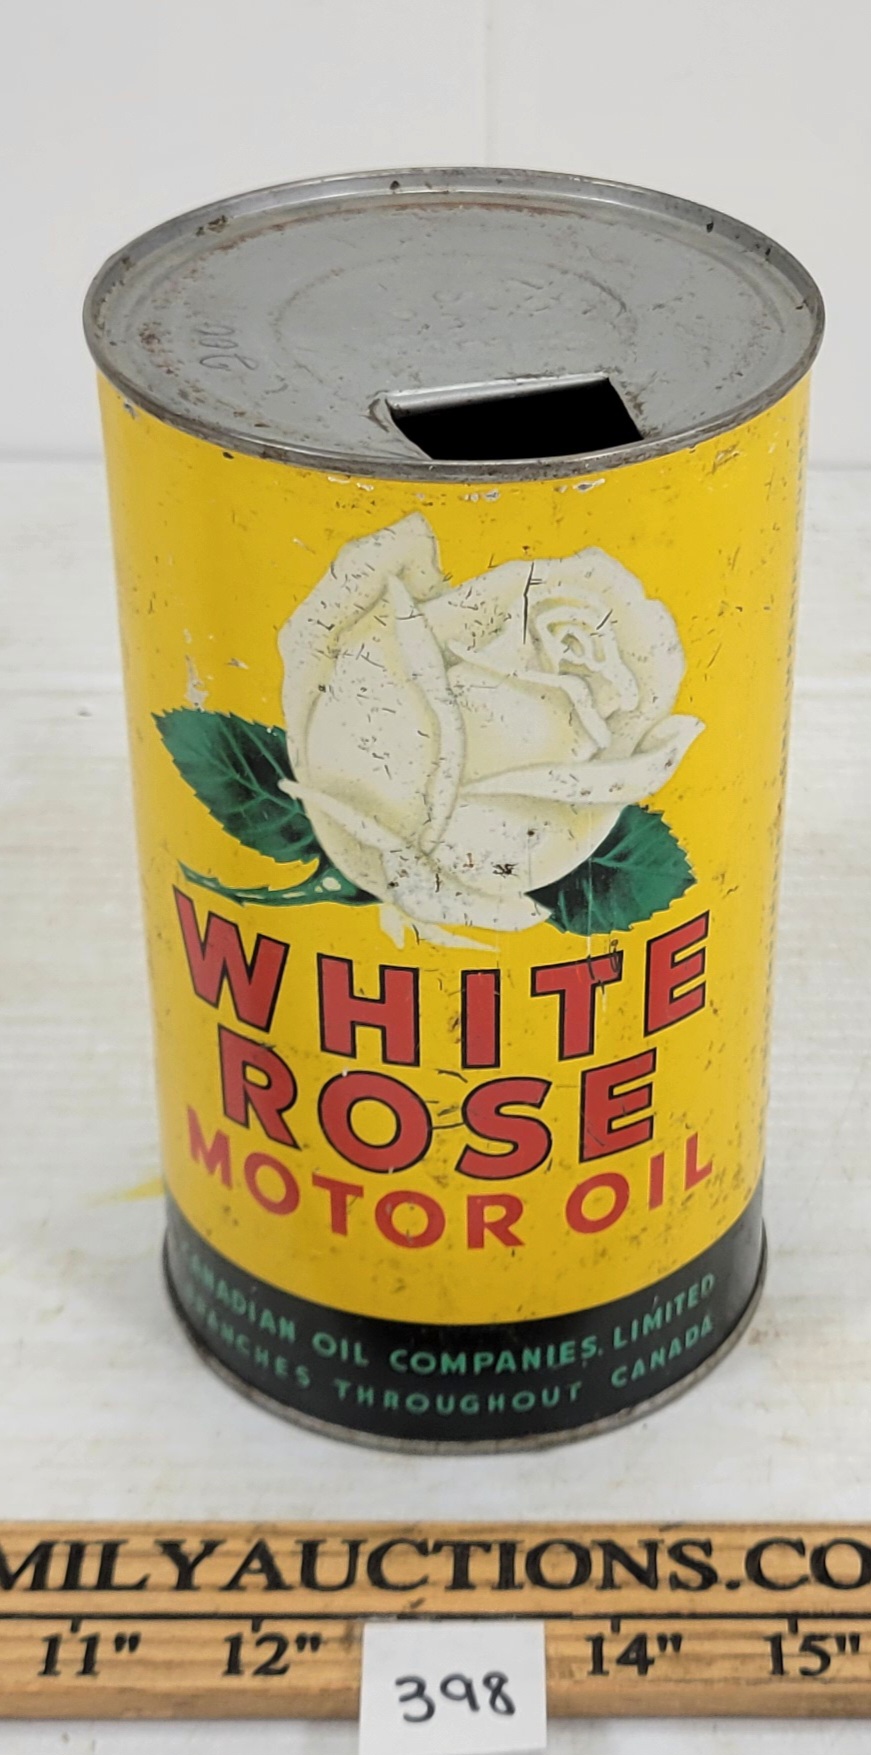 WHITE
ROSE
MOTOR OIL
CANADIAN OIL COMPANIES, LIMITED
BRANCHES THROUGHOUT CANADA
MILYAUCTIONS.CO
11" 12" 14" 15"
398